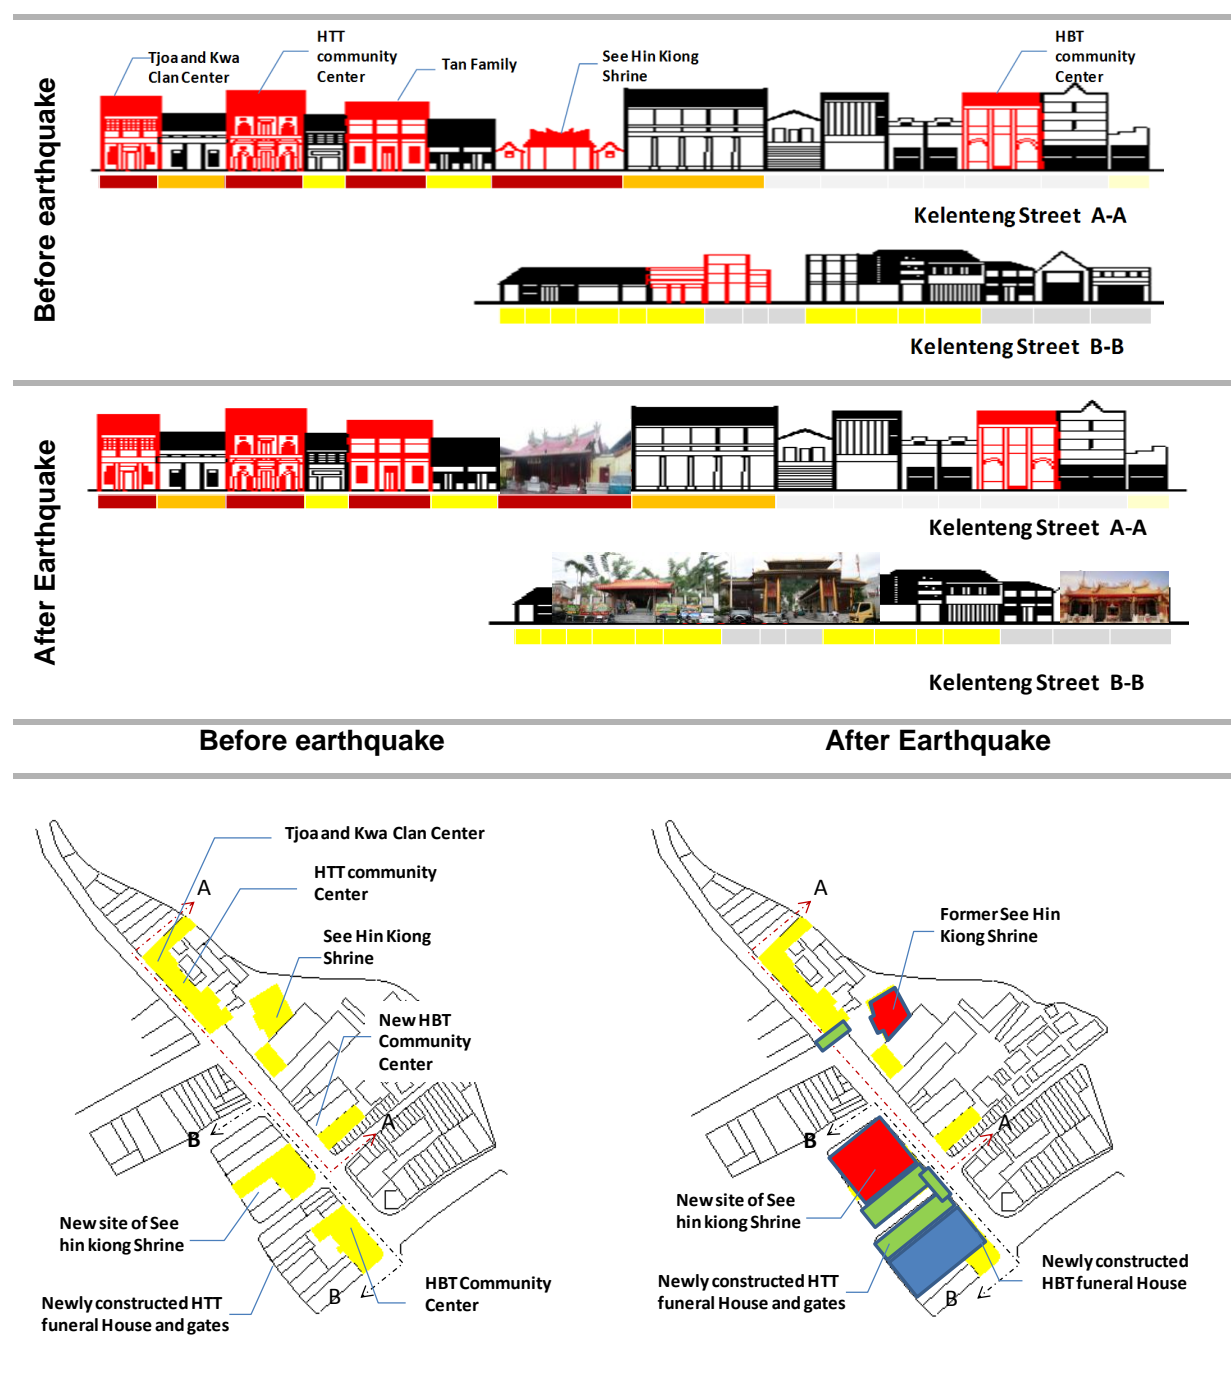 Before earthquake
Tjoa and Kwa
Clan Center
HTT
community
Center
Tan Family
See Hin Kiong
Shrine
HBT
community
Center
Kelenteng Street A-A
Kelenteng Street B-B
After Earthquake
Kelenteng Street A-A
Kelenteng Street B-B
Before earthquake
After Earthquake
Tjoa and Kwa Clan Center
HTT community
Center
A
See Hin Kiong
Shrine
New HBT
Community
Center
A
B
New site of See
hin kiong Shrine
HBT Community
Center
B
Newly constructed HTT
funeral House and gates
A
Former See Hin
Kiong Shrine
A
B
New site of See
hin kiong Shrine
Newly constructed
HBT funeral House
Newly constructed HTT
funeral House and gates
B